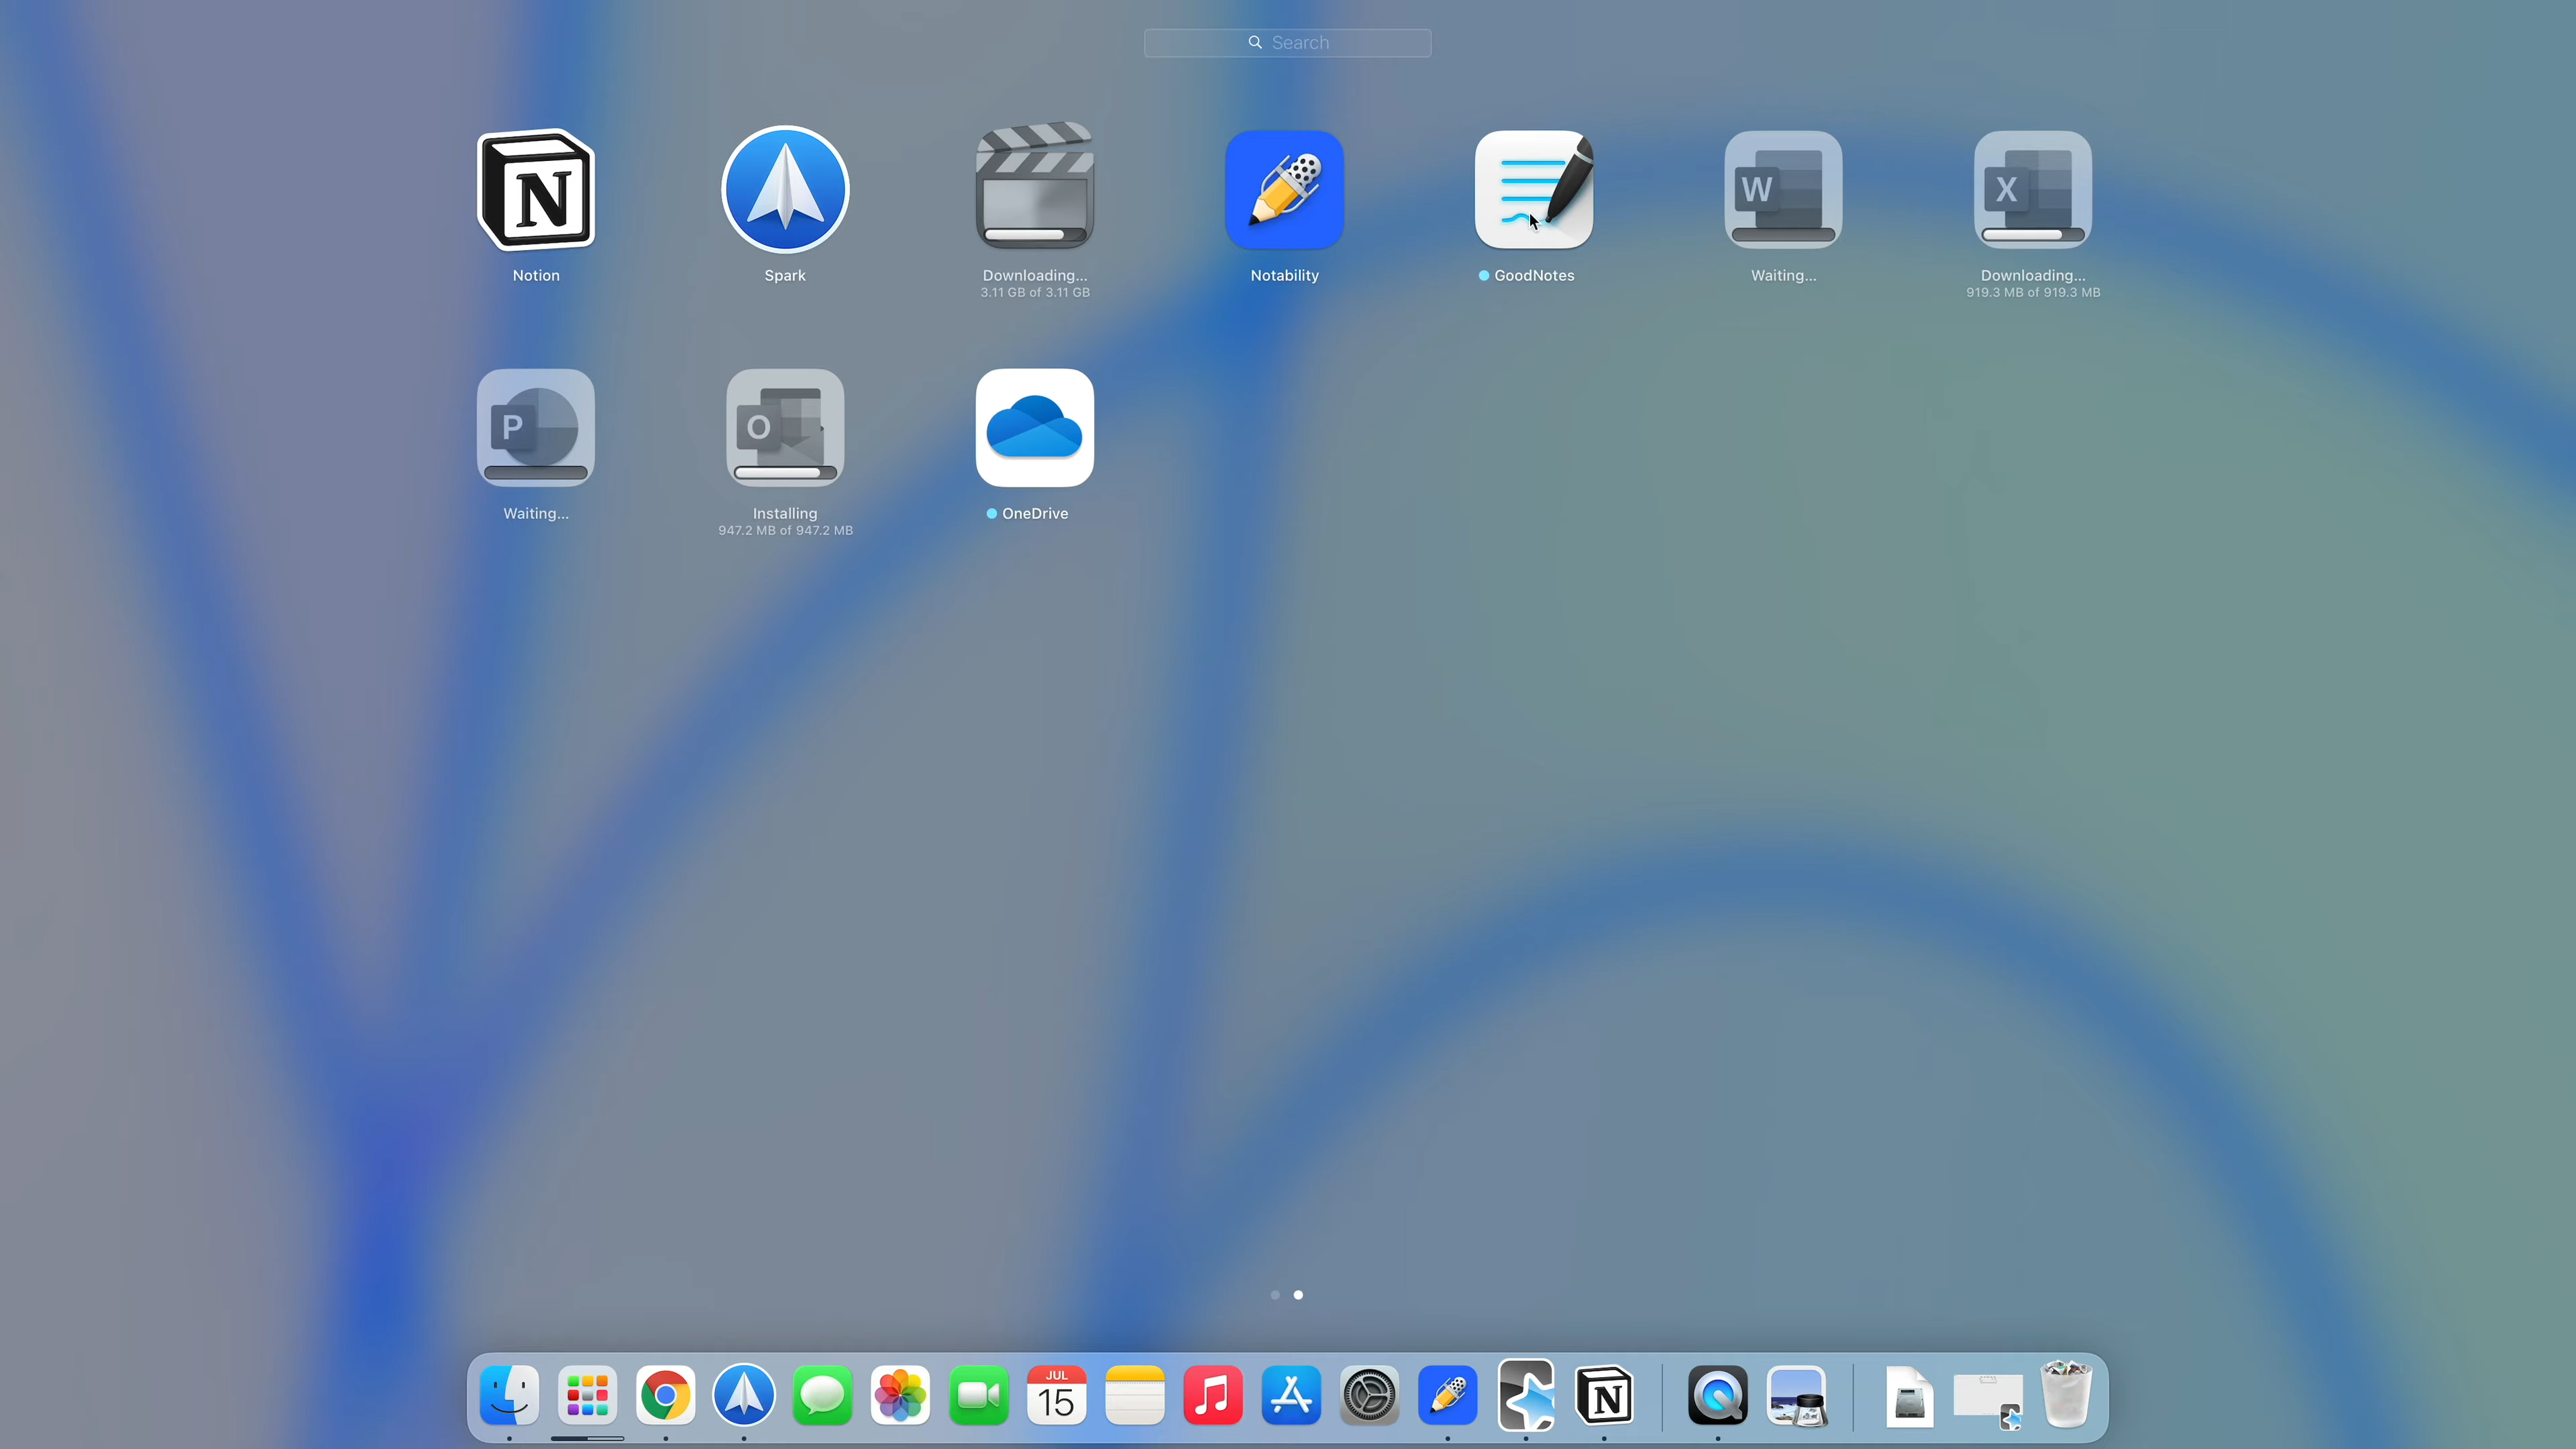 Search
N
Notion
Spark
Downloading...
3.11 GB of 3.11 GB
Notability
GoodNotes
W
Waiting...
X
Downloading...
919.3 MB of 919.3 MB
P
Waiting...
O
Installing
947.2 MB of 947.2 MB
OneDrive
JUL
15
N